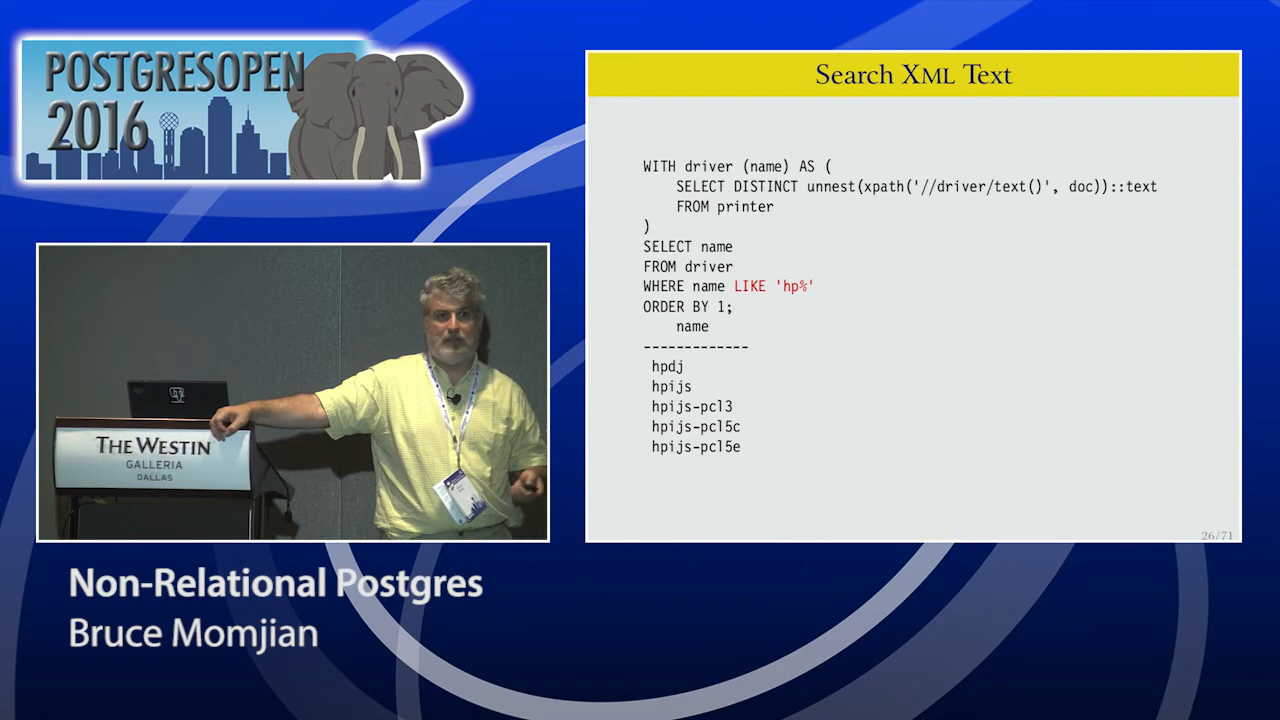 POSTGRESOPEN
2016
Search XML Text
WITH driver (name) AS (
SELECT DISTINCT unnest(xpath('//driver/text()', doc))::text
FROM printer
)
SELECT name
FROM driver
WHERE name LIKE 'hp%'
ORDER BY 1;
name
-------------
hpdj
hpijs
hpijs-pcl3
hpijs-pcl5c
hpijs-pcl5e
26/71
THE WESTIN
GALLERIA
DALLAS
Non-Relational Postgres
Bruce Momjian